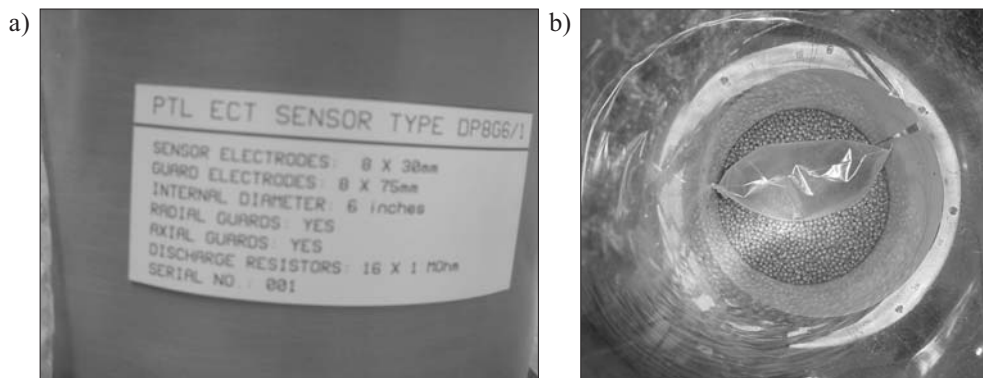 a)
b)
PTL ECT SENSOR TYPE DP8G6/1
SENSOR ELECTRODES: 8 X 30mm
GUARD ELECTRODES: 8 X 75mm
INTERNAL DIAMETER: 6 inches
RADIAL GUARDS: YES
AXIAL GUARDS: YES
DISCHARGE RESISTORS: 16 X 1 MOhm
SERIAL NO.: 001